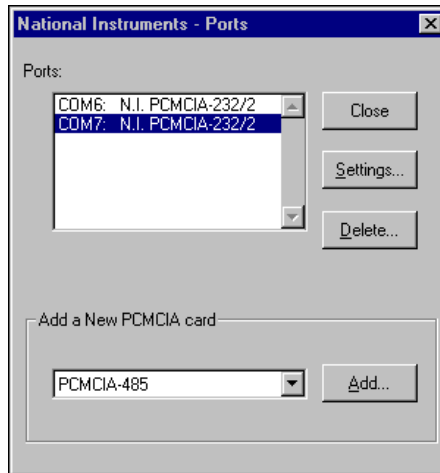 National Instruments - Ports
Ports:
COM6: N.I. PCMCIA-232/2
COM7: N.I. PCMCIA-232/2
Close
Settings...
Delete...
Add a New PCMCIA card
PCMCIA-485
Add...